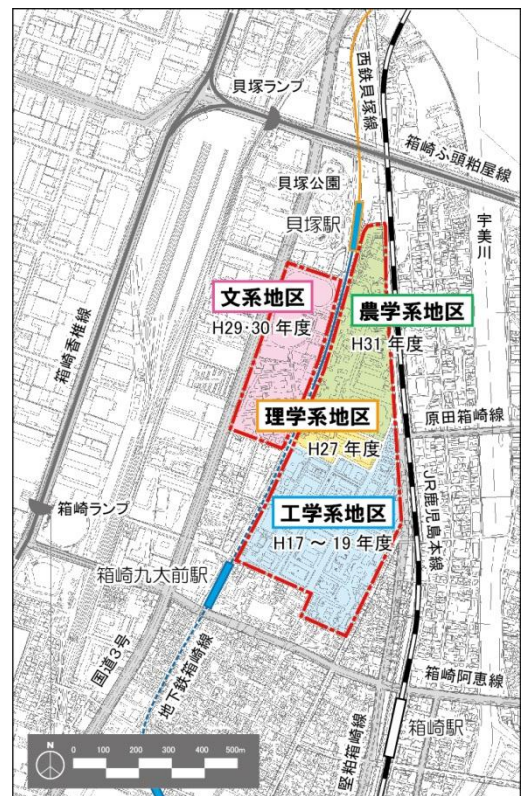 貝塚ランプ
西鉄貝塚線
箱崎ふ頭粕屋線
貝塚公園
貝塚駅
宇美川
文系地区
H29・30 年度
農学系地区
H31 年度
箱崎香椎線
理学系地区
H27 年度
原田箱崎線
工学系地区
H17 ～ 19 年度
JR鹿児島本線
箱崎ランプ
箱崎九大前駅
国道3号
地下鉄箱崎線
箱崎阿恵線
箱崎駅
堅粕箱崎線
N
0 100 200 300 400 500m